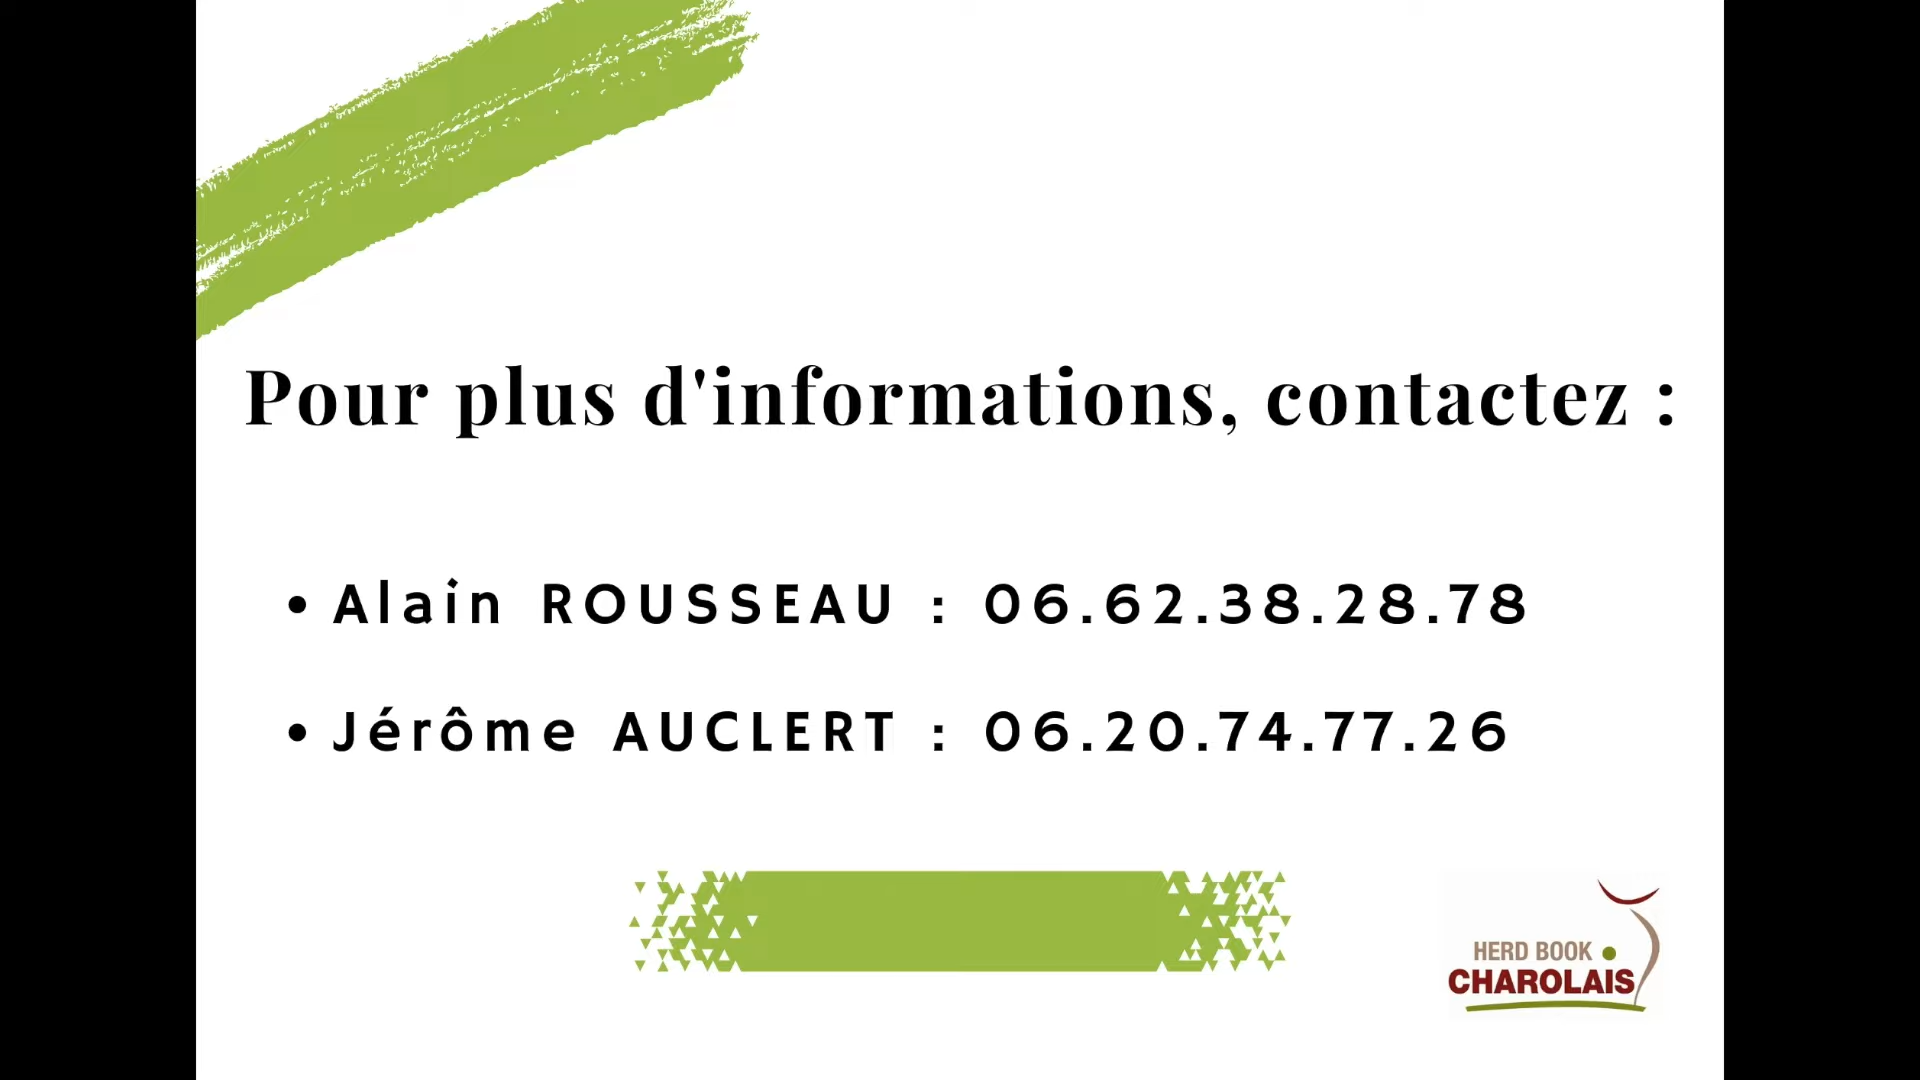 Pour plus d'informations, contactez :
• Alain ROUSSEAU : 06.62.38.28.78
• Jérôme AUCLERT : 06.20.74.77.26
HERD BOOK
CHAROLAIS